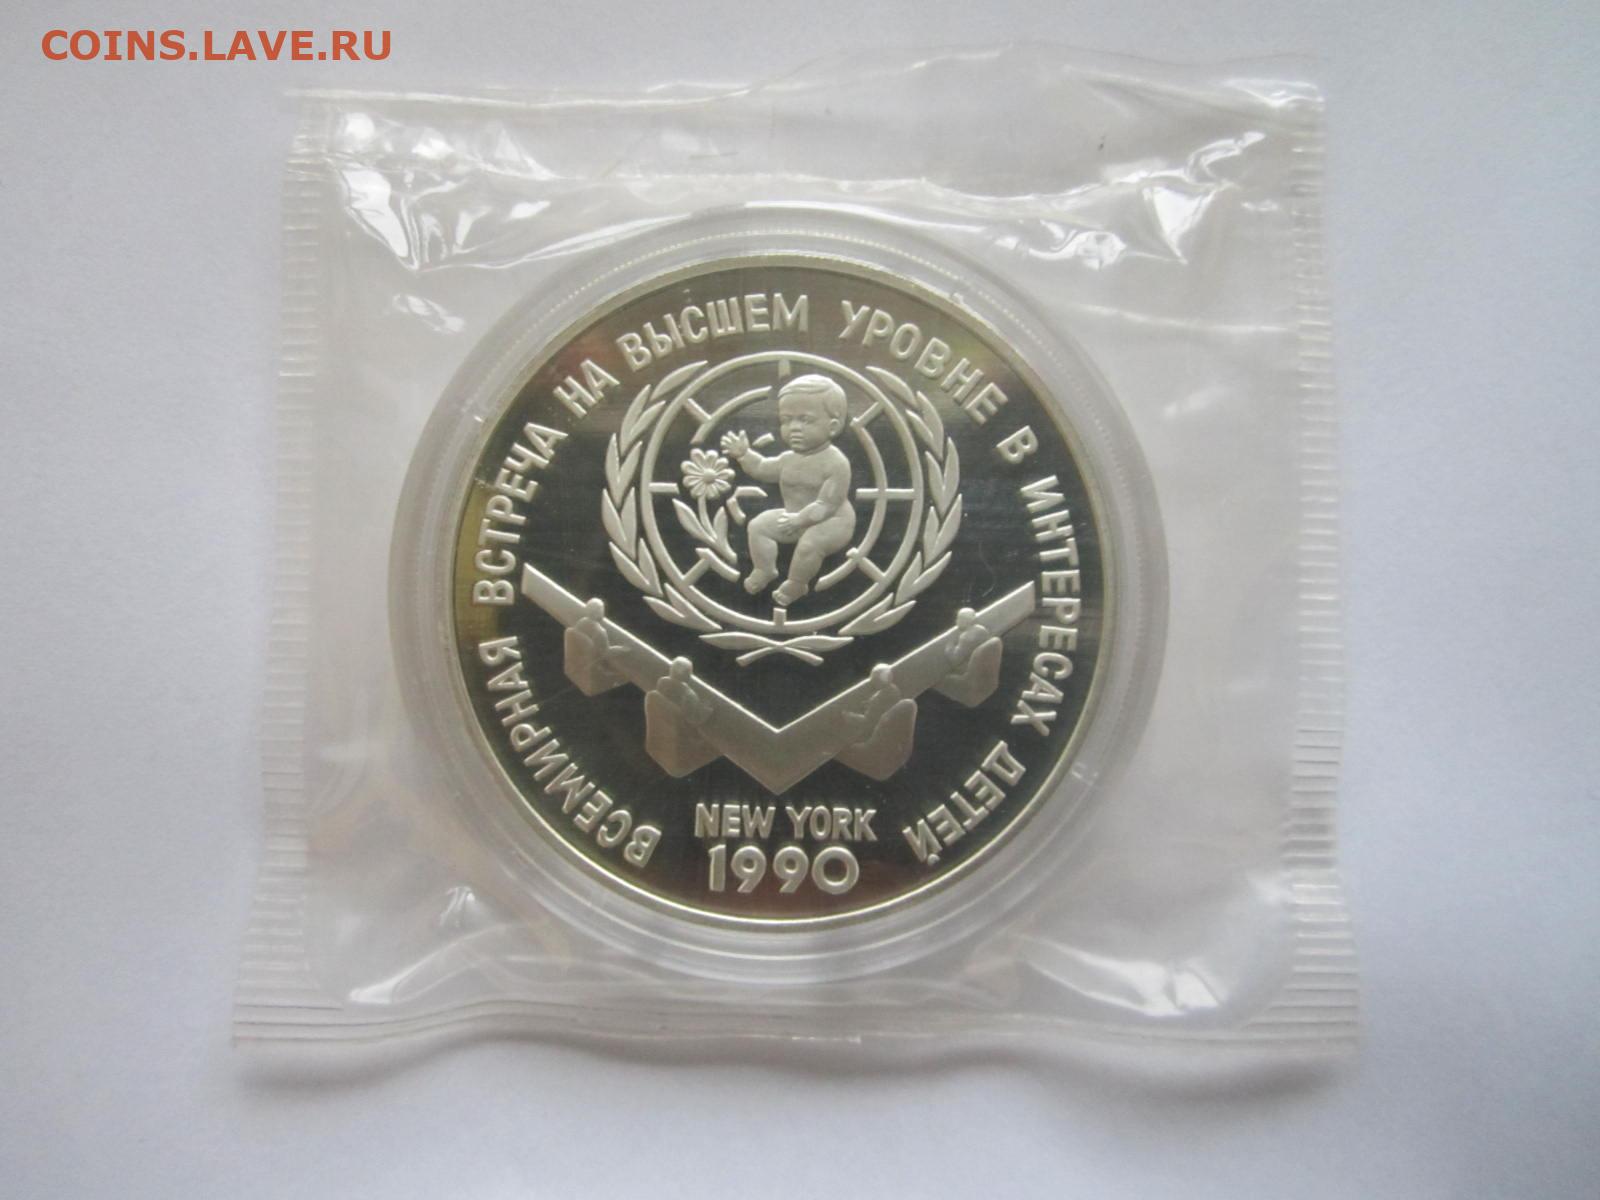 COINS.LAVE.RU
ВСЕМИРНАЯ ВСТРЕЧА НА ВЫСШЕМ УРОВНЕ В ИНТЕРЕСАХ ДЕТЕЙ
NEW YORK
1990